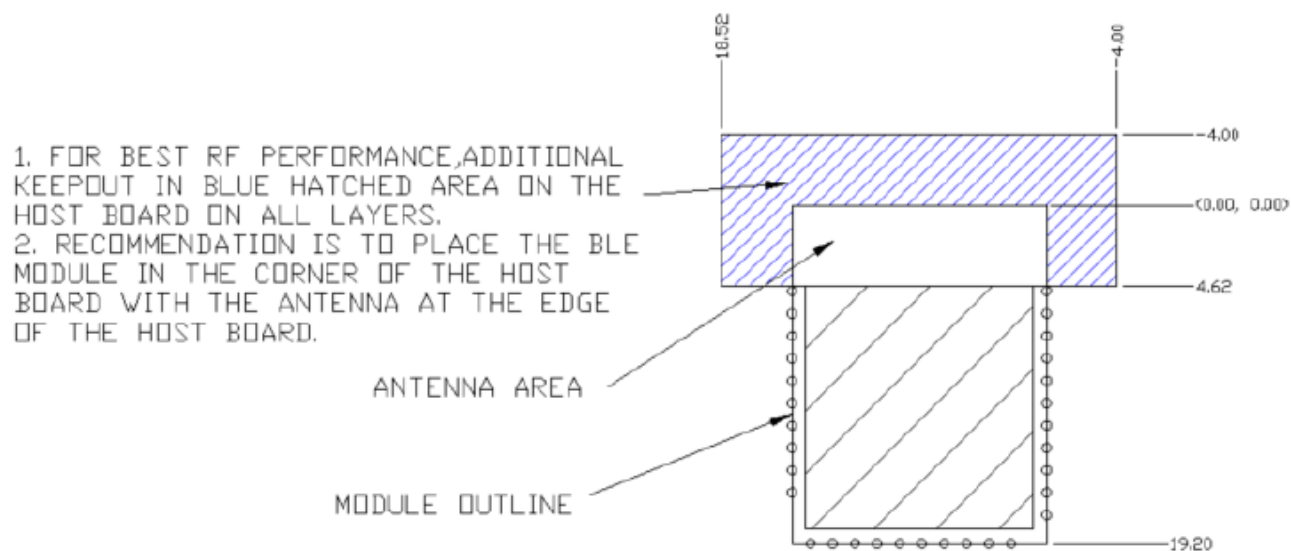 18.52
-4.00
-4.00
1. FOR BEST RF PERFORMANCE,ADDITIONAL
KEEPOUT IN BLUE HATCHED AREA ON THE
HOST BOARD ON ALL LAYERS.
(0.00, 0.00)
2. RECOMMENDATION IS TO PLACE THE BLE
MODULE IN THE CORNER OF THE HOST
BOARD WITH THE ANTENNA AT THE EDGE
OF THE HOST BOARD.
4.62
ANTENNA AREA
MODULE OUTLINE
19.20